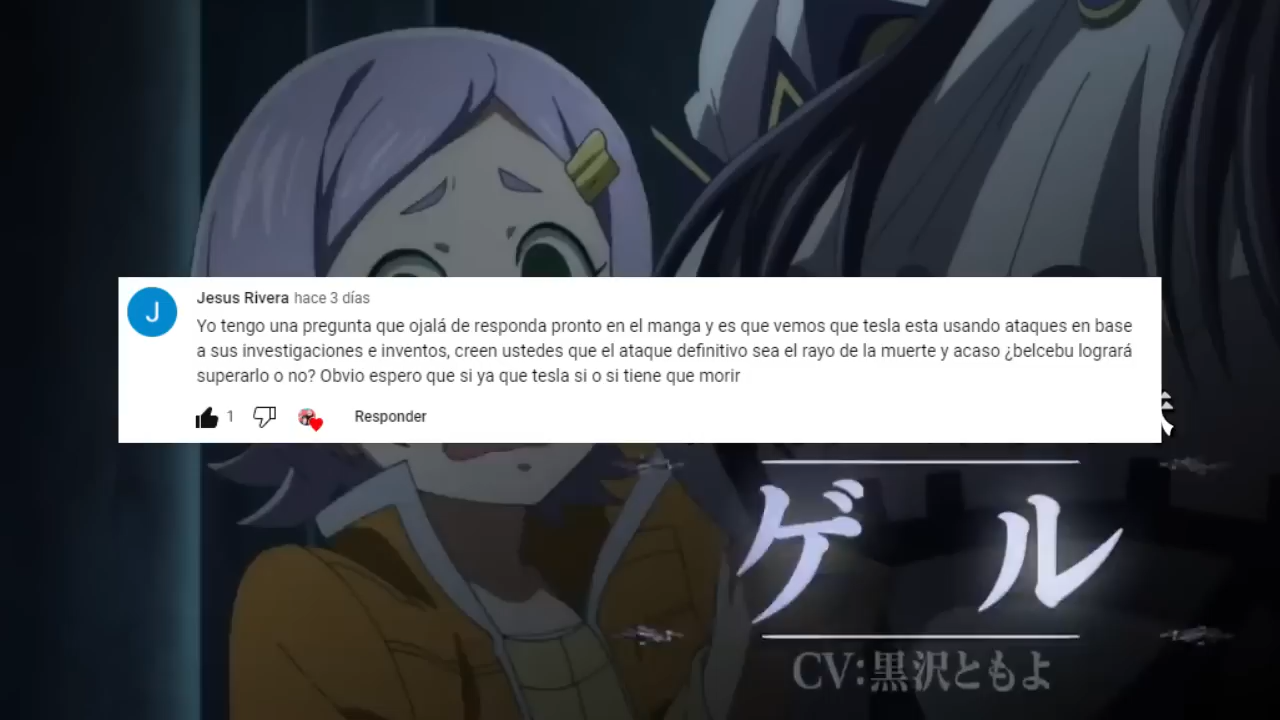 Jesus Rivera hace 3 días
Yo tengo una pregunta que ojalá de responda pronto en el manga y es que vemos que tesla esta usando ataques en base
a sus investigaciones e inventos, creen ustedes que el ataque definitivo sea el rayo de la muerte y acaso ¿belcebu logrará
superarlo o no? Obvio espero que si ya que tesla si o si tiene que morir
J
1
Responder
ゲル
CV:黒沢ともよ